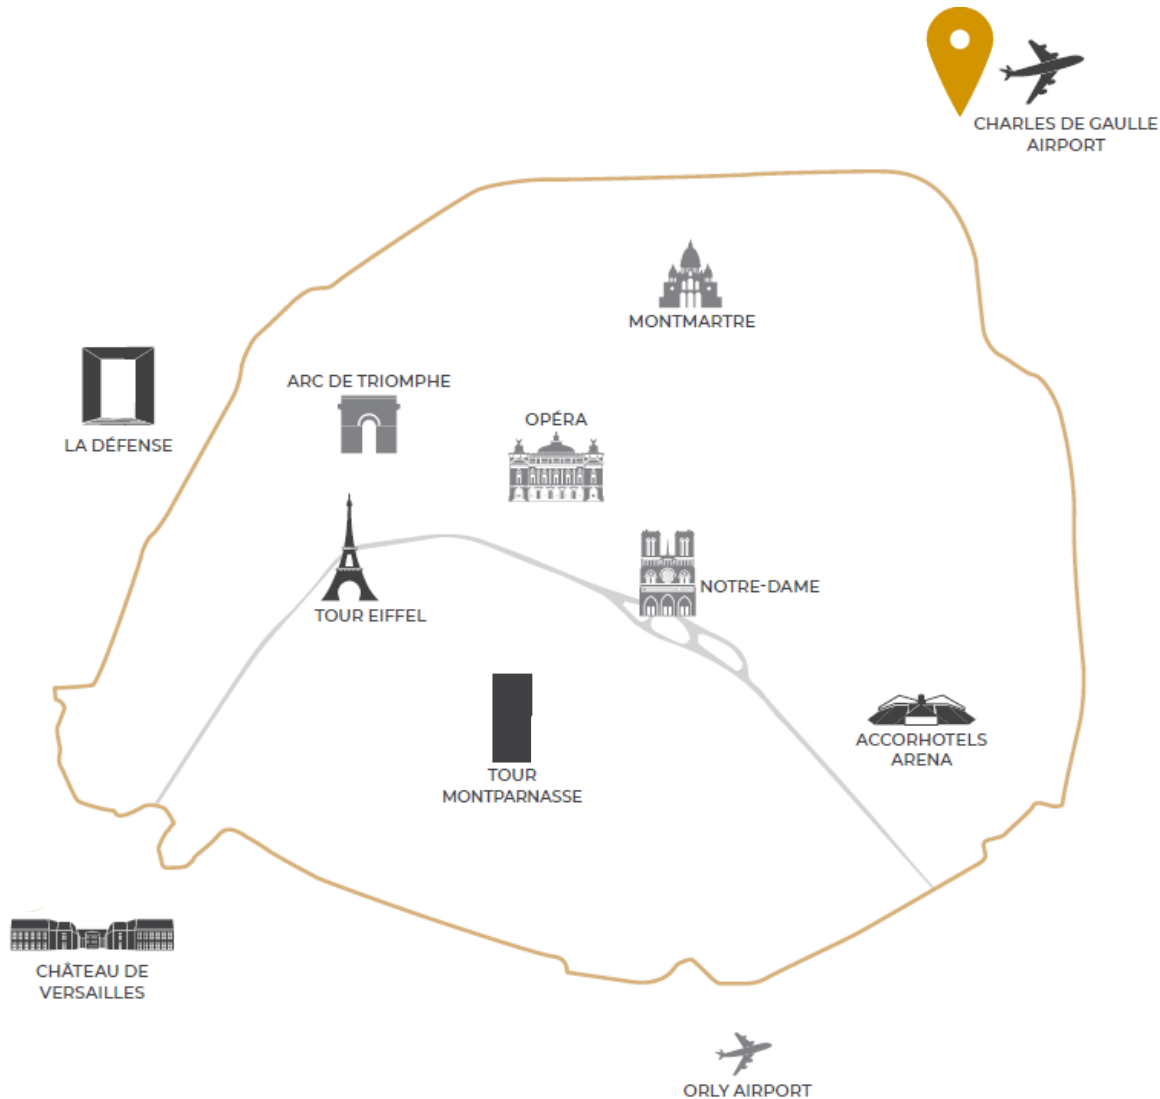 CHARLES DE GAULLE
AIRPORT
MONTMARTRE
ARC DE TRIOMPHE
OPÉRA
LA DÉFENSE
NOTRE-DAME
TOUR EIFFEL
ACCORHOTELS
ARENA
TOUR
MONTPARNASSE
CHÂTEAU DE
VERSAILLES
ORLY AIRPORT